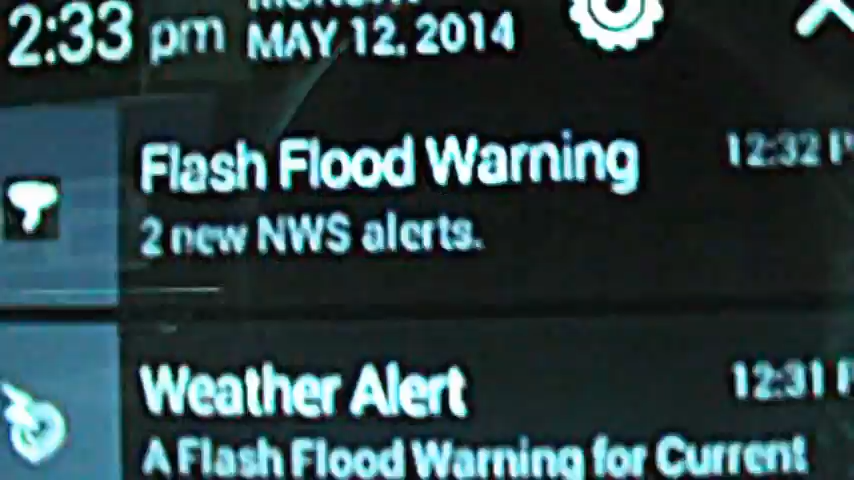 2:33 pm
MONDAY
MAY 12, 2014
Flash Flood Warning
12:32 P
2 new NWS alerts.
Weather Alert
12:31 P
A Flash Flood Warning for Current